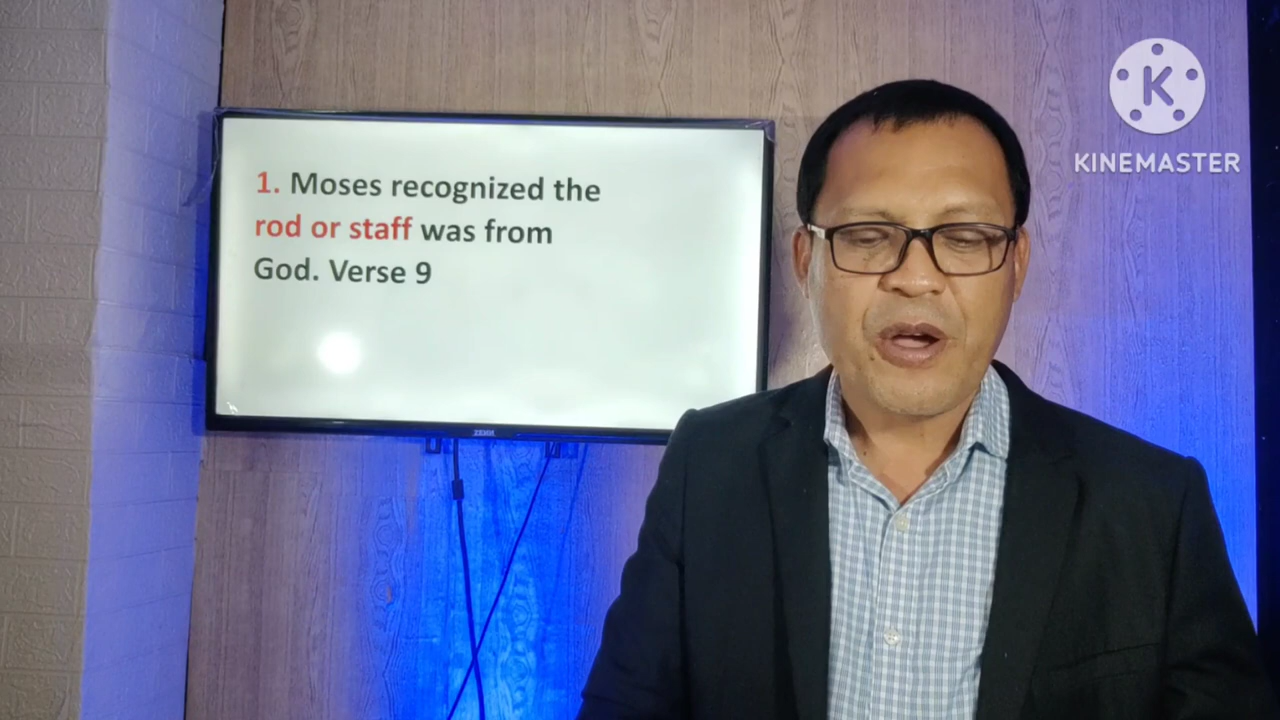 1. Moses recognized the
rod or staff was from
God. Verse 9
K
KINEMASTER